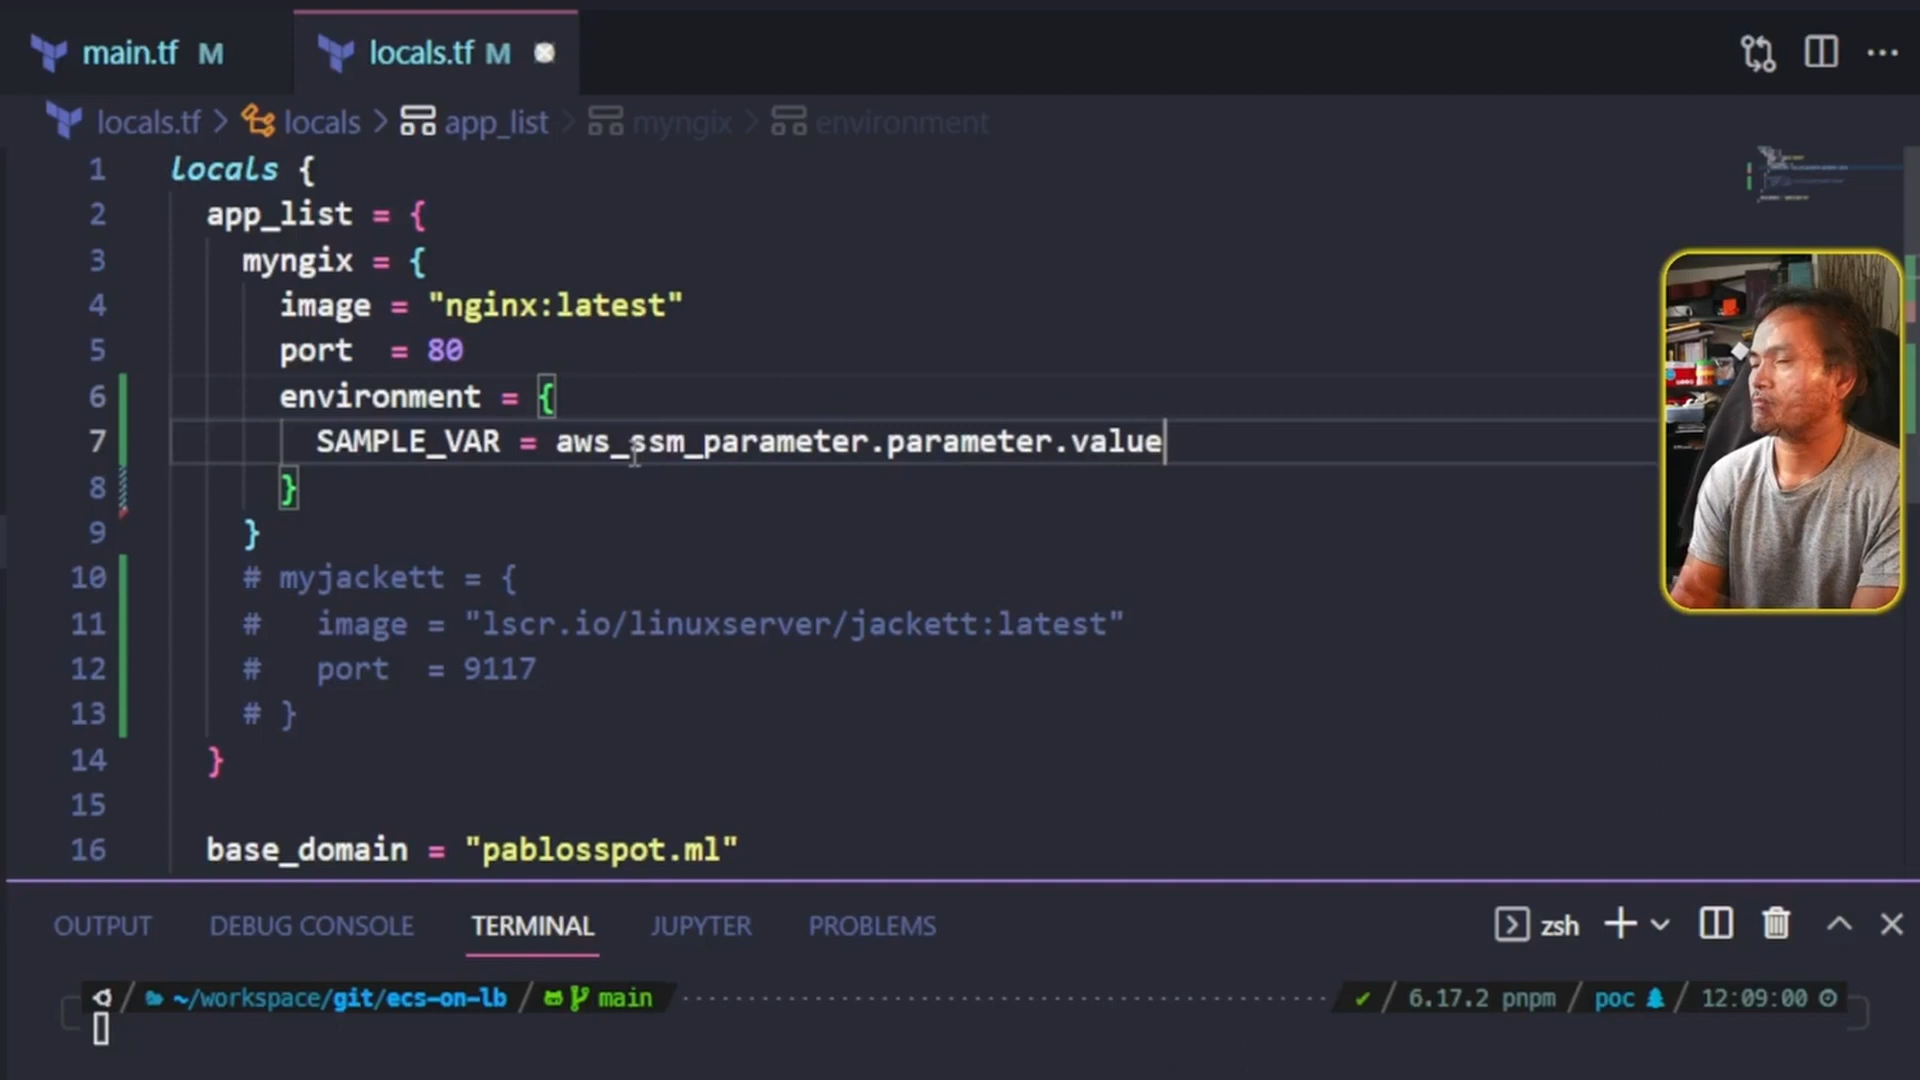 main.tf M locals.tf M
locals.tf > locals > app_list > myngix > environment
1 locals {
2 app_list = {
3 myngix = {
4 image = "nginx:latest"
5 port = 80
6 environment = {
7 SAMPLE_VAR = aws_ssm_parameter.parameter.value
8 }
9 }
10 # myjackett = {
11 # image = "lscr.io/linuxserver/jackett:latest"
12 # port = 9117
13 # }
14 }
15
16 base_domain = "pablosspot.ml"
OUTPUT DEBUG CONSOLE TERMINAL JUPYTER PROBLEMS zsh
~/workspace/git/ecs-on-lb main 6.17.2 pnpm poc 12:09:00